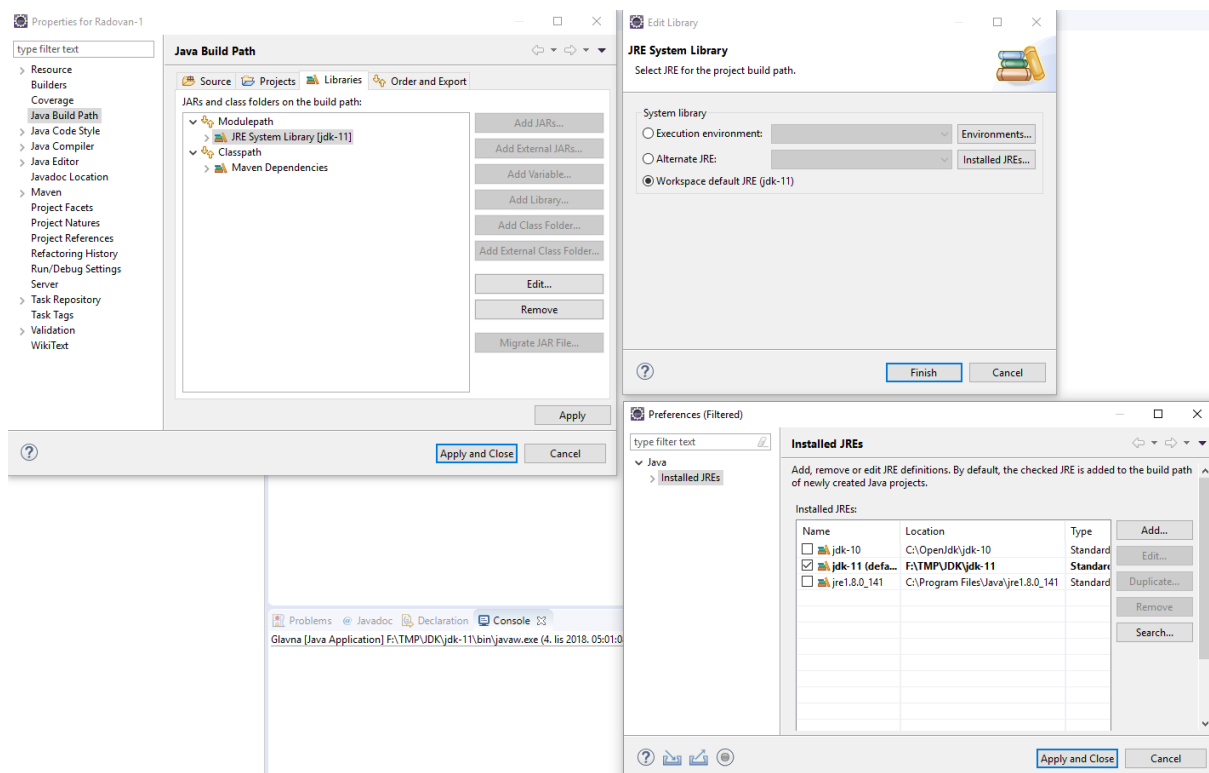 Properties for Radovan-1
type filter text
Resource
Builders
Coverage
Java Build Path
Java Code Style
Java Compiler
Java Editor
Javadoc Location
Maven
Project Facets
Project Natures
Project References
Refactoring History
Run/Debug Settings
Server
Task Repository
Task Tags
Validation
WikiText
Java Build Path
Source Projects Libraries Order and Export
JARs and class folders on the build path:
Modulepath
JRE System Library [jdk-11]
Classpath
Maven Dependencies
Add JARs...
Add External JARs...
Add Variable...
Add Library...
Add Class Folder...
Add External Class Folder...
Edit...
Remove
Migrate JAR File...
Apply
Apply and Close Cancel
Edit Library
JRE System Library
Select JRE for the project build path.
System library
Execution environment: Environments...
Alternate JRE: Installed JREs...
Workspace default JRE (jdk-11)
Finish Cancel
Preferences (Filtered)
type filter text
Java
Installed JREs
Installed JREs
Add, remove or edit JRE definitions. By default, the checked JRE is added to the build path
of newly created Java projects.
Installed JREs:
Name Location Type
jdk-10 C:\OpenJdk\jdk-10 Standard
jdk-11 (defa... F:\TMP\JDK\jdk-11 Standard
jre1.8.0_141 C:\Program Files\Java\jre1.8.0_141 Standard
Add...
Edit...
Duplicate...
Remove
Search...
Apply and Close Cancel
Problems Javadoc Declaration Console
Glavna [Java Application] F:\TMP\JDK\jdk-11\bin\javaw.exe (4. lis 2018. 05:01:0